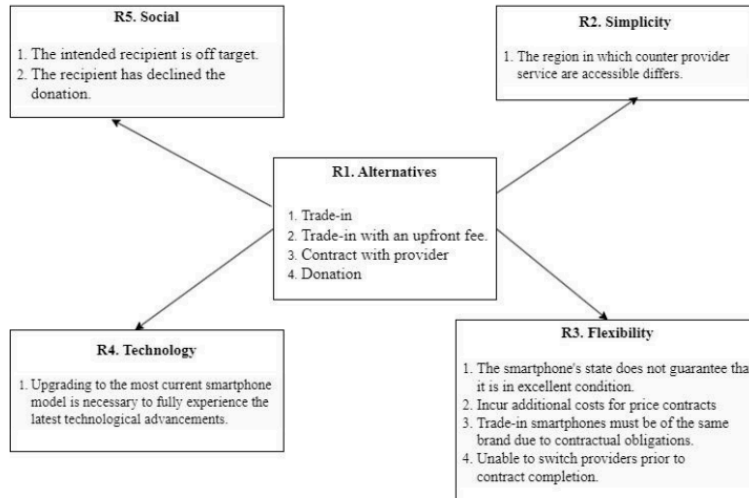 R5. Social
1. The intended recipient is off target.
2. The recipient has declined the
donation.
R2. Simplicity
1. The region in which counter provider
service are accessible differs.
R1. Alternatives
1. Trade-in
2. Trade-in with an upfront fee.
3. Contract with provider
4. Donation
R4. Technology
1. Upgrading to the most current smartphone
model is necessary to fully experience the
latest technological advancements.
R3. Flexibility
1. The smartphone's state does not guarantee that
it is in excellent condition.
2. Incur additional costs for price contracts
3. Trade-in smartphones must be of the same
brand due to contractual obligations.
4. Unable to switch providers prior to
contract completion.